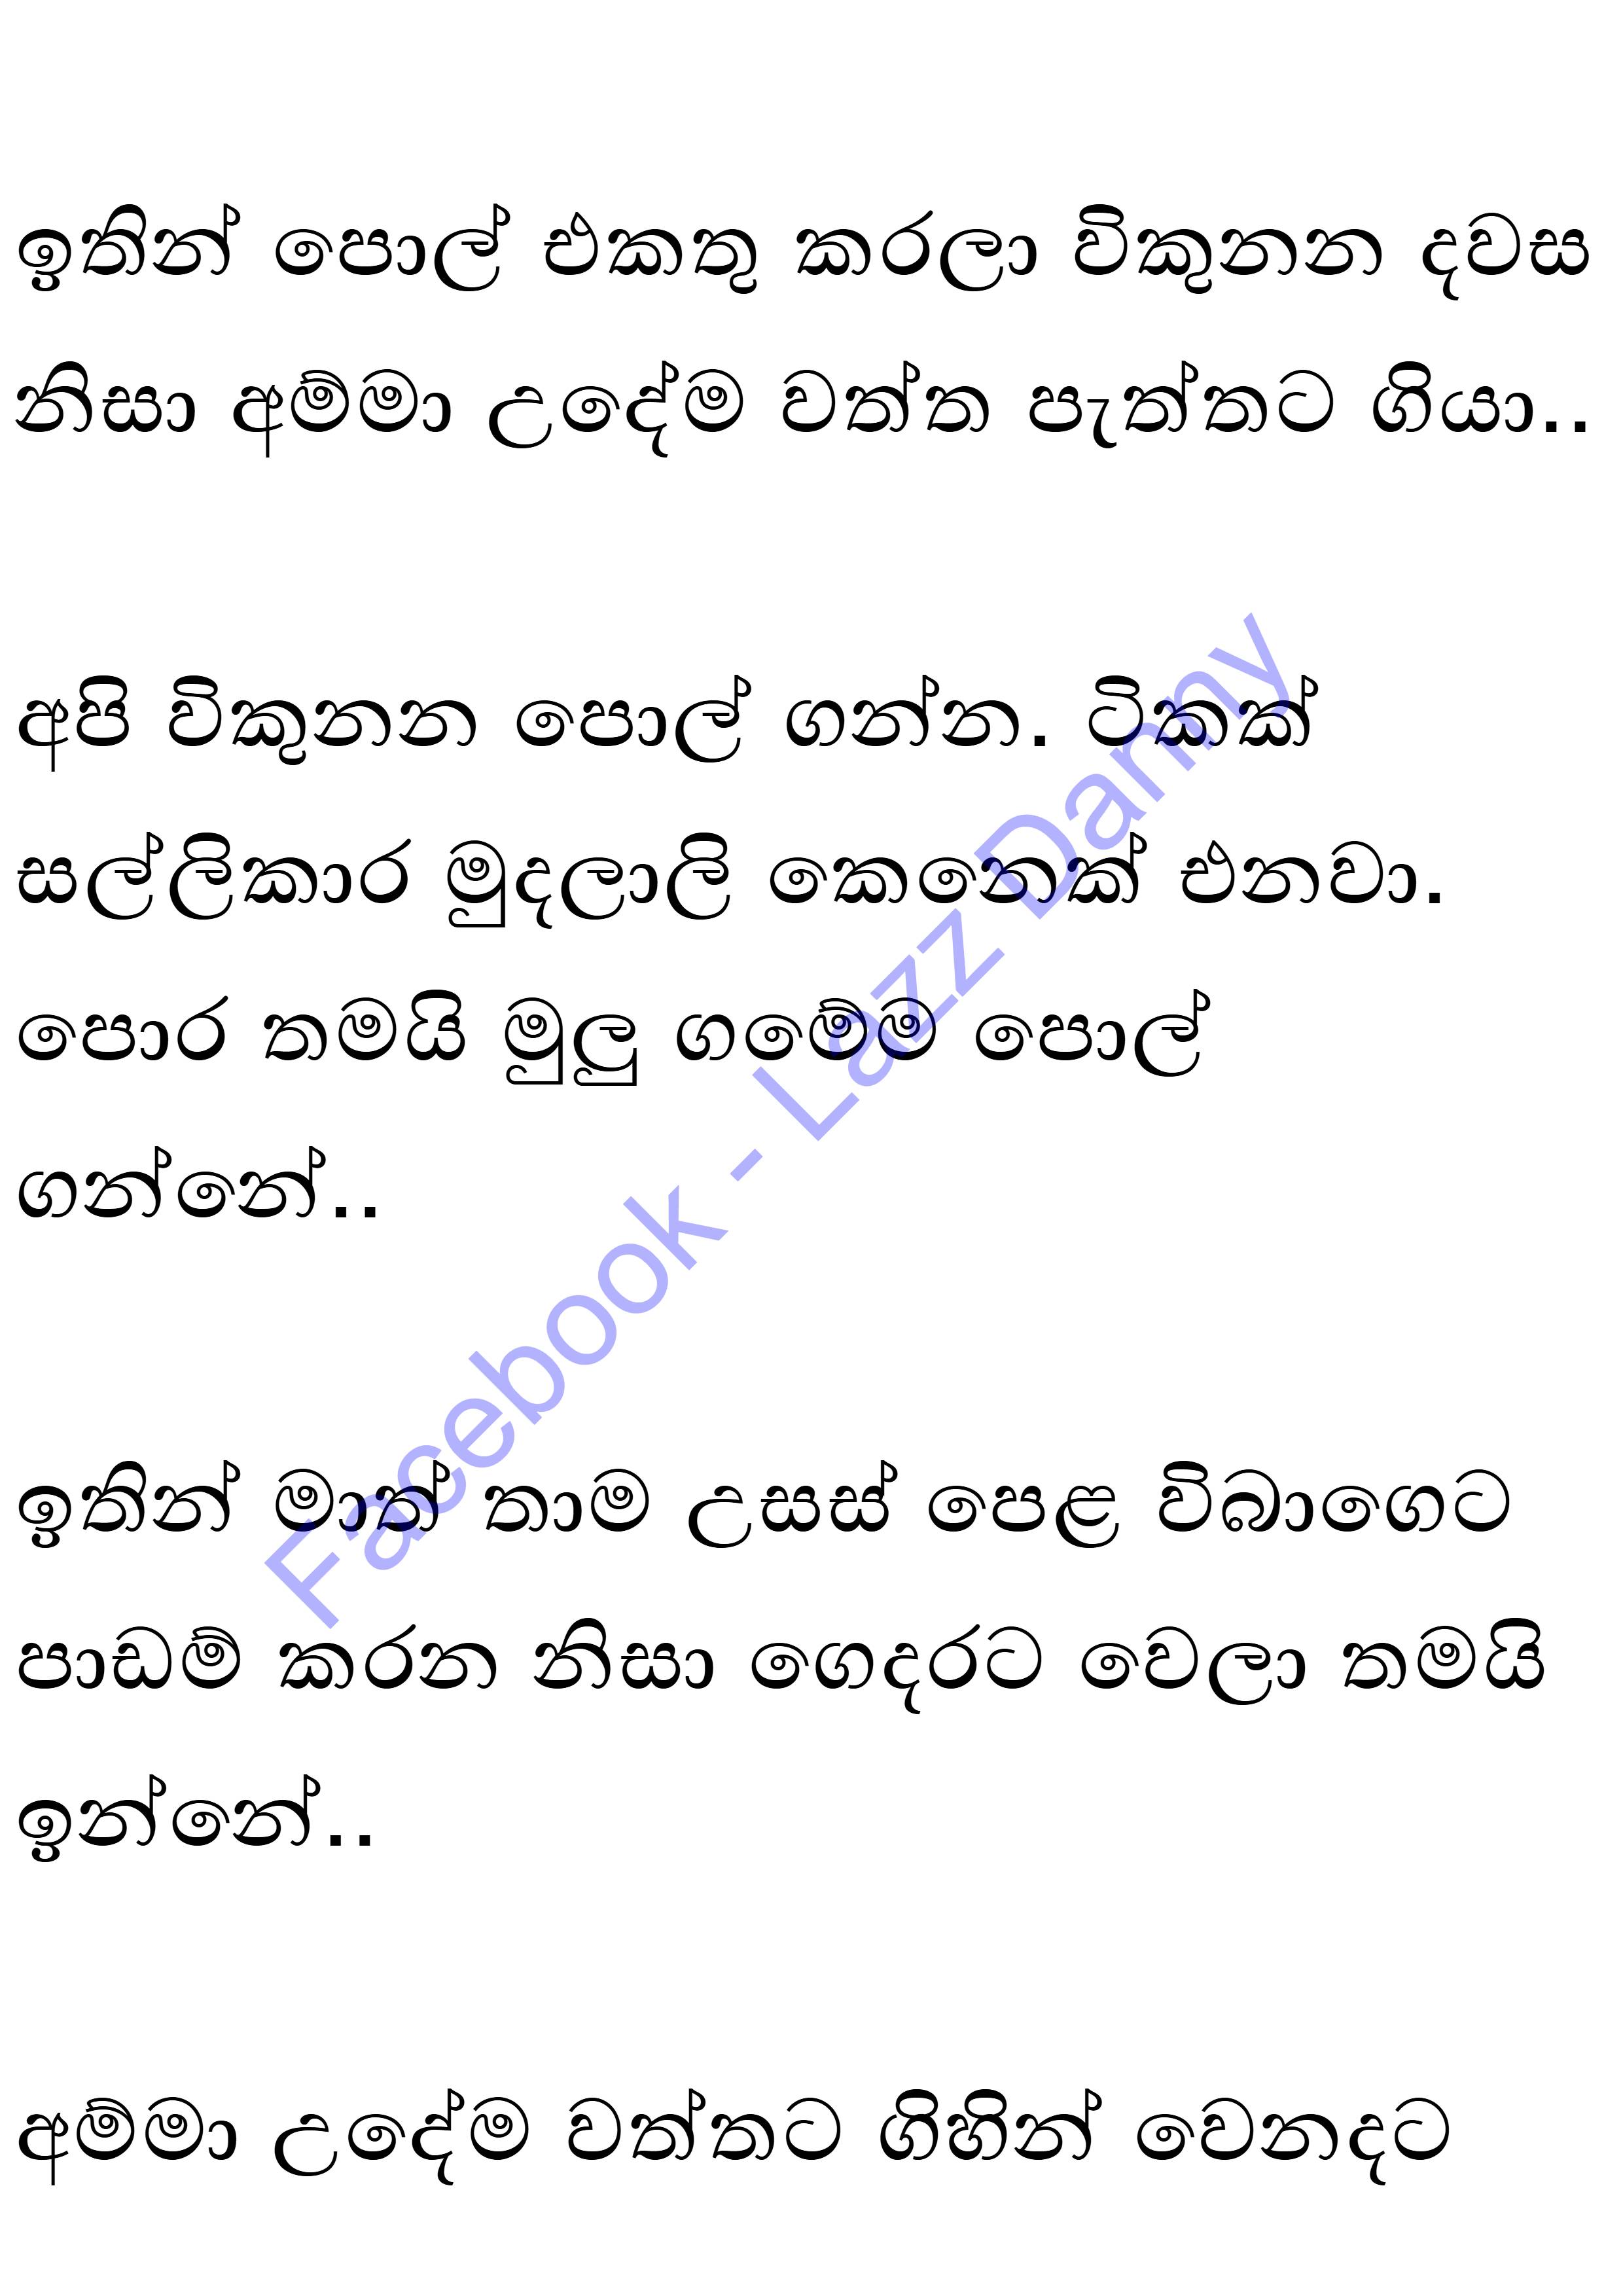 ඉතින් පොල් එකතු කරලා විකුනන දවස
නිසා අම්මා උදේම වත්ත පැත්තට ගියා..
අපි විකුනන පොල් ගන්න. ටිකක්
සල්ලිකාර මුදලාලි කෙනෙක් එනවා.
පොර තමයි මුලු ගමේම පොල්
ගන්නේ..
ඉතින් මාත් තාම උසස් පෙළ විබාගෙට
පාඩම් කරන නිසා ගෙදරට වෙලා තමයි
ඉන්නේ..
අම්මා උදේම වත්තට ගිහින් වෙනදට
Facebook - Lazz Danny